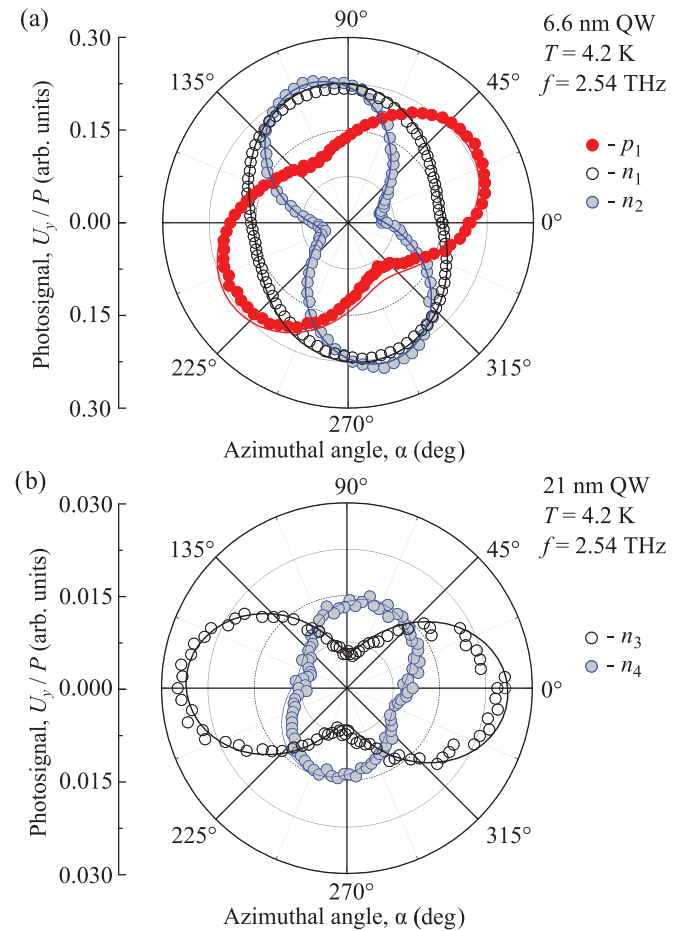 (a)
90°
6.6 nm QW
T = 4.2 K
f = 2.54 THz
0.30
135°
45°
0.15
- p1
- n1
- n2
0.00
0°
0.15
225°
315°
0.30
270°
Photosignal, Uy / P (arb. units)
Azimuthal angle, α (deg)
(b)
90°
21 nm QW
T = 4.2 K
f = 2.54 THz
0.030
135°
45°
0.015
- n3
- n4
0.000
0°
0.015
225°
315°
0.030
270°
Photosignal, Uy / P (arb. units)
Azimuthal angle, α (deg)